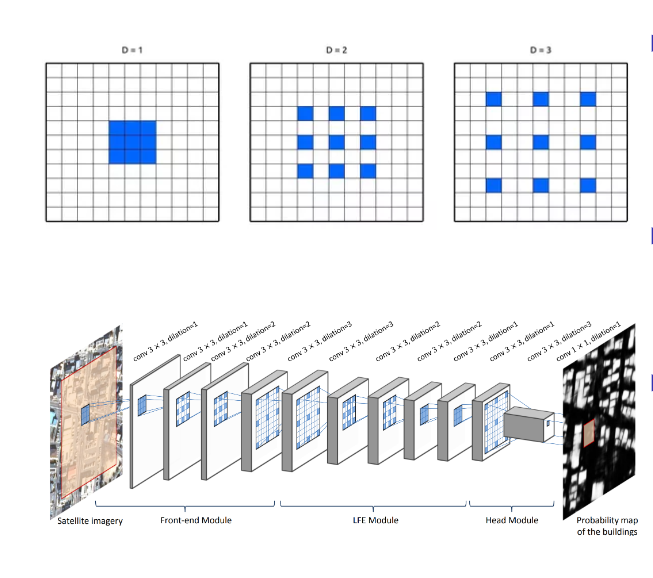 D = 1
D = 2
D = 3
conv 3 × 3, dilation=1
conv 3 × 3, dilation=1
conv 3 × 3, dilation=2
conv 3 × 3, dilation=2
conv 3 × 3, dilation=3
conv 3 × 3, dilation=3
conv 3 × 3, dilation=2
conv 3 × 3, dilation=2
conv 3 × 3, dilation=1
conv 3 × 3, dilation=1
conv 3 × 3, dilation=3
conv 1 × 1, dilation=1
Satellite imagery
Front-end Module
LFE Module
Head Module
Probability map
of the buildings